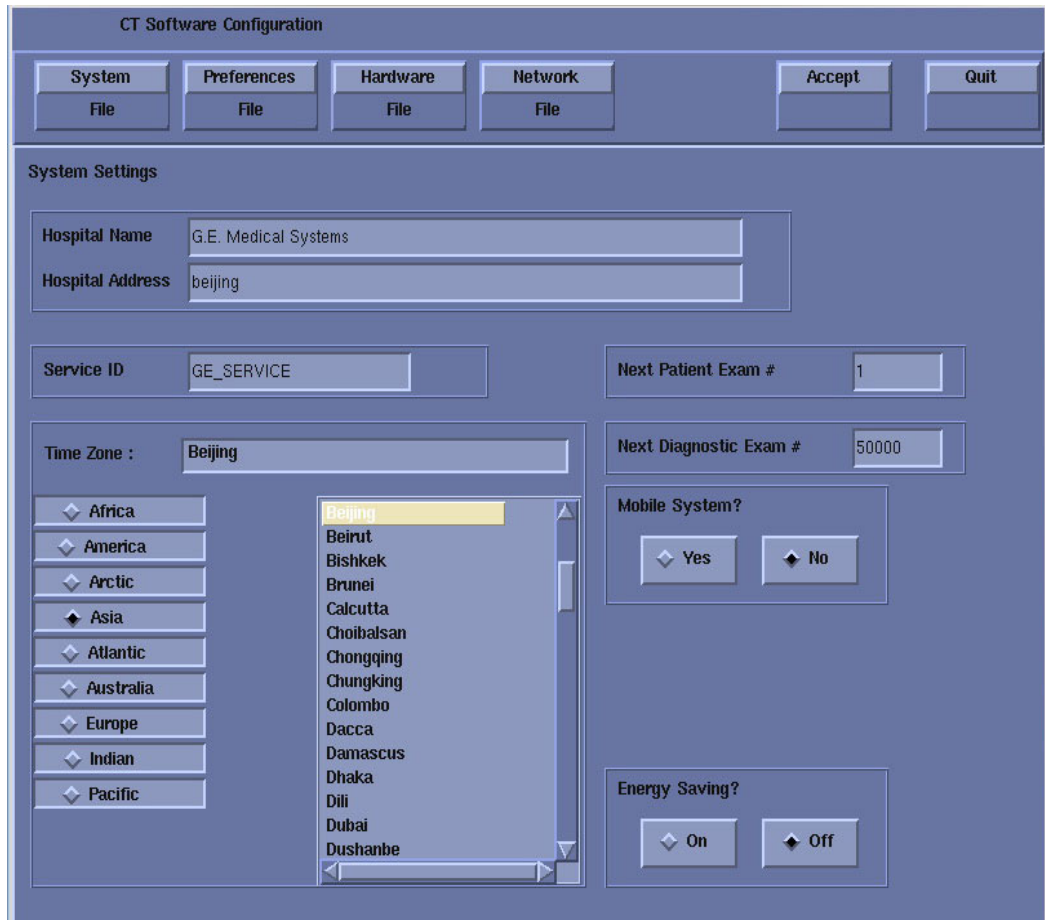 CT Software Configuration
System Preferences Hardware Network Accept Quit
File File File File
System Settings
Hospital Name G.E. Medical Systems
Hospital Address beijing
Service ID GE_SERVICE
Next Patient Exam # 1
Time Zone : Beijing
Next Diagnostic Exam # 50000
Africa
America
Arctic
Asia
Atlantic
Australia
Europe
Indian
Pacific
Beijing
Beirut
Bishkek
Brunei
Calcutta
Choibalsan
Chongqing
Chungking
Colombo
Dacca
Damascus
Dhaka
Dili
Dubai
Dushanbe
Mobile System?
Yes No
Energy Saving?
On Off